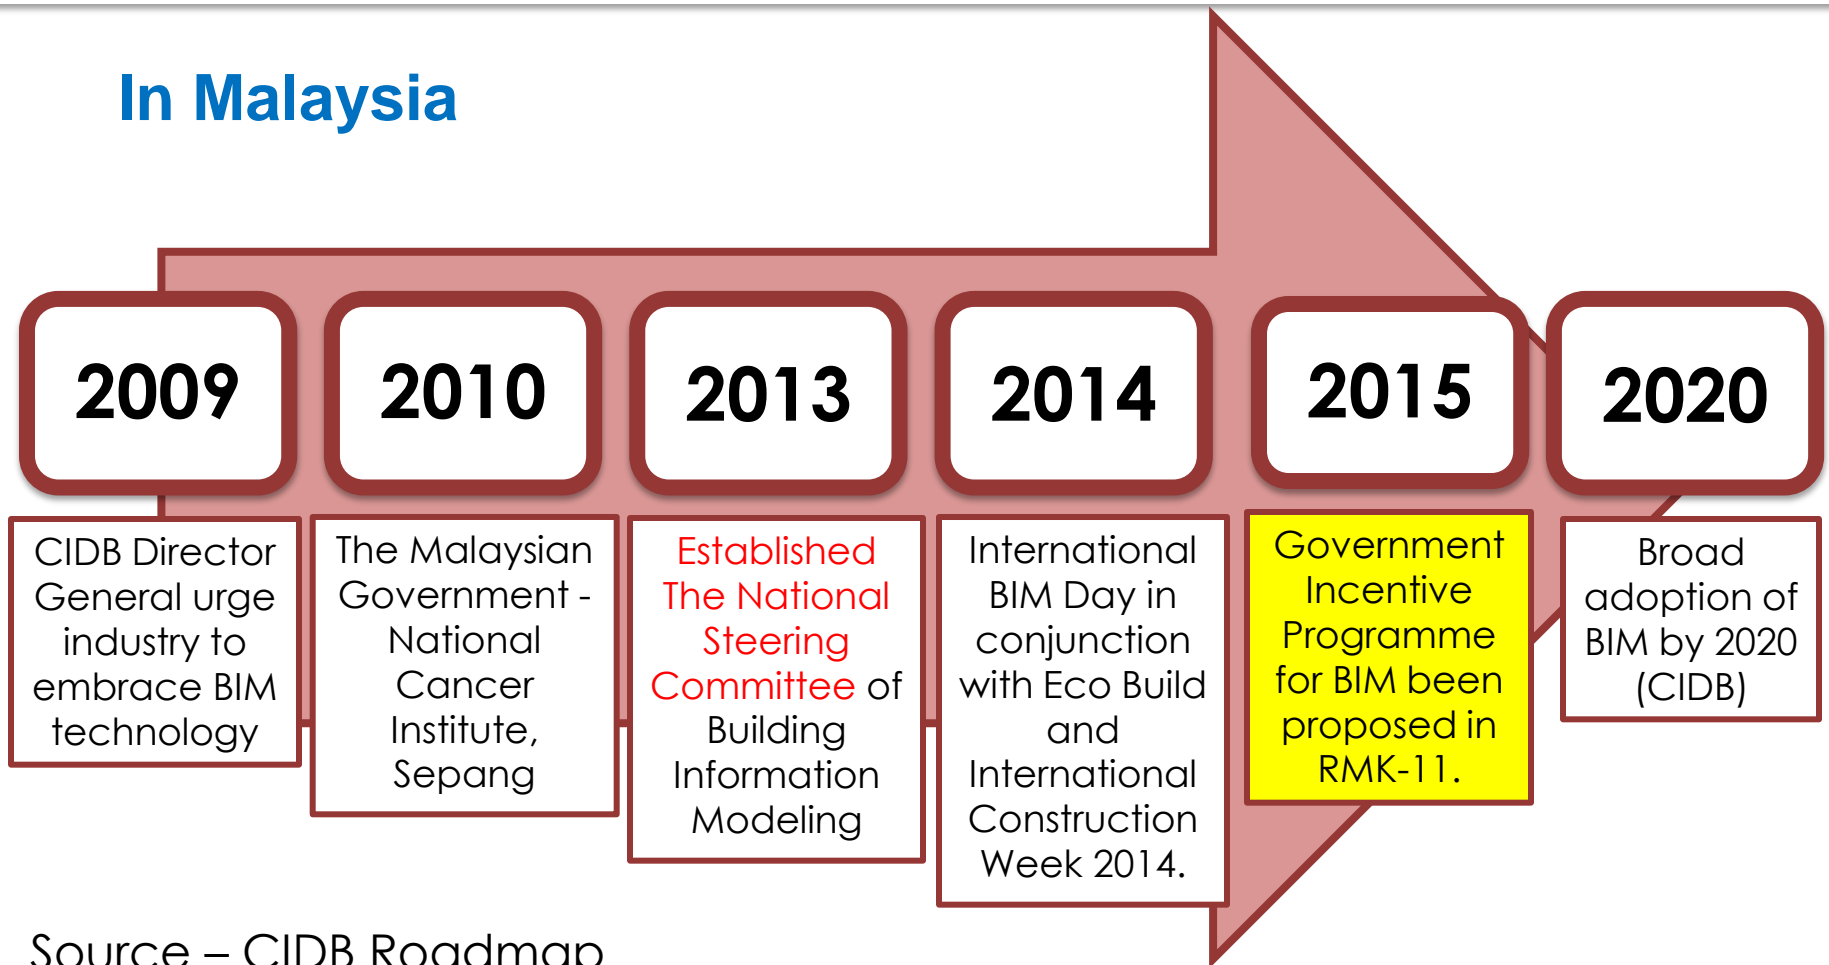 In Malaysia
2009
2010
2013
2014
2015
2020
CIDB Director
General urge
industry to
embrace BIM
technology
The Malaysian
Government -
National
Cancer
Institute,
Sepang
Established
The National
Steering
Committee of
Building
Information
Modeling
International
BIM Day in
conjunction
with Eco Build
and
International
Construction
Week 2014.
Government
Incentive
Programme
for BIM been
proposed in
RMK-11.
Broad
adoption of
BIM by 2020
(CIDB)
Source – CIDB Roadmap